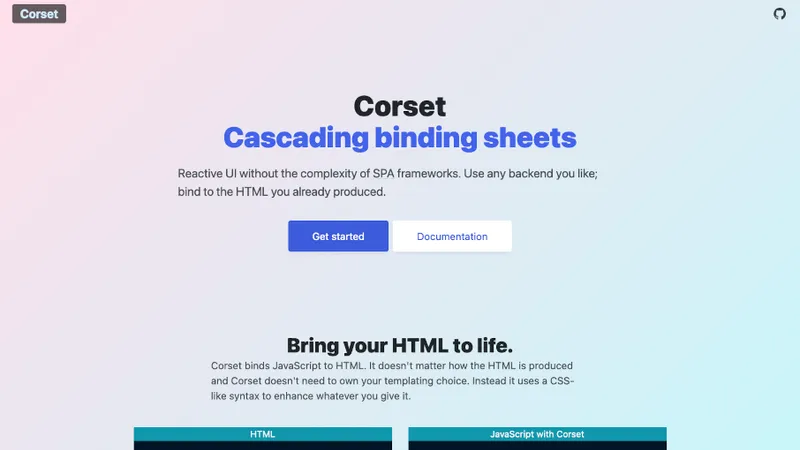 Corset
Corset
Cascading binding sheets
Reactive UI without the complexity of SPA frameworks. Use any backend you like;
bind to the HTML you already produced.
Get started
Documentation
Bring your HTML to life.
Corset binds JavaScript to HTML. It doesn't matter how the HTML is produced
and Corset doesn't need to own your templating choice. Instead it uses a CSS-
like syntax to enhance whatever you give it.
HTML
JavaScript with Corset